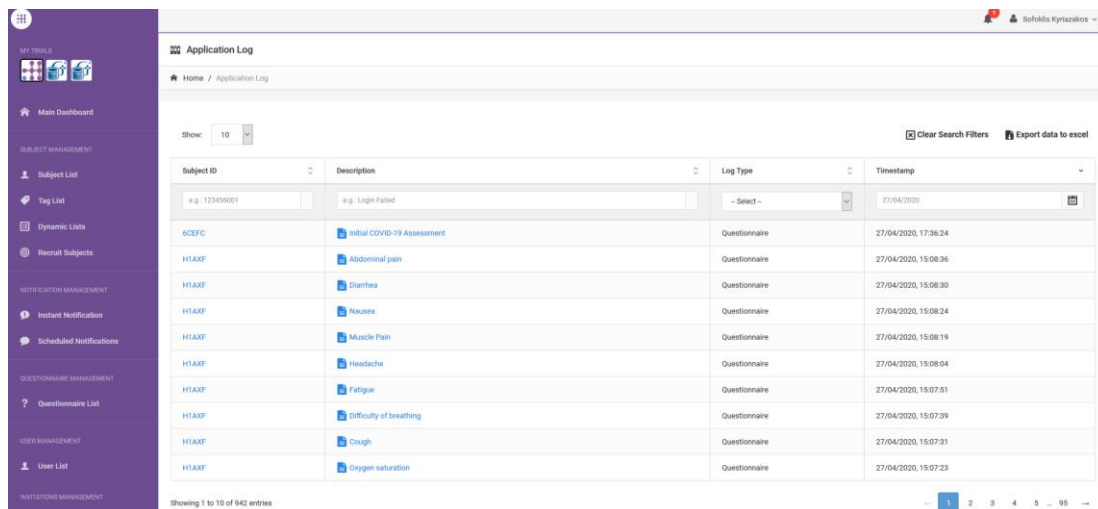 1
Sofoklis Kyriazakos
MY TRIALS
Main Dashboard
SUBJECT MANAGEMENT
Subject List
Tag List
Dynamic Lists
Recruit Subjects
NOTIFICATION MANAGEMENT
Instant Notification
Scheduled Notifications
QUESTIONNAIRE MANAGEMENT
Questionnaire List
USER MANAGEMENT
User List
INVITATIONS MANAGEMENT
Application Log
Home / Application Log
Show: 10
Clear Search Filters Export data to excel
Subject ID Description Log Type Timestamp
e.g.: 123456001 e.g.: Login Failed -- Select -- 27/04/2020
6CEFC Initial COVID-19 Assessment Questionnaire 27/04/2020, 17:36:24
H1AXF Abdominal pain Questionnaire 27/04/2020, 15:08:36
H1AXF Diarrhea Questionnaire 27/04/2020, 15:08:30
H1AXF Nausea Questionnaire 27/04/2020, 15:08:24
H1AXF Muscle Pain Questionnaire 27/04/2020, 15:08:19
H1AXF Headache Questionnaire 27/04/2020, 15:08:04
H1AXF Fatigue Questionnaire 27/04/2020, 15:07:51
H1AXF Difficulty of breathing Questionnaire 27/04/2020, 15:07:39
H1AXF Cough Questionnaire 27/04/2020, 15:07:31
H1AXF Oxygen saturation Questionnaire 27/04/2020, 15:07:23
Showing 1 to 10 of 942 entries
← 1 2 3 4 5 ... 95 →